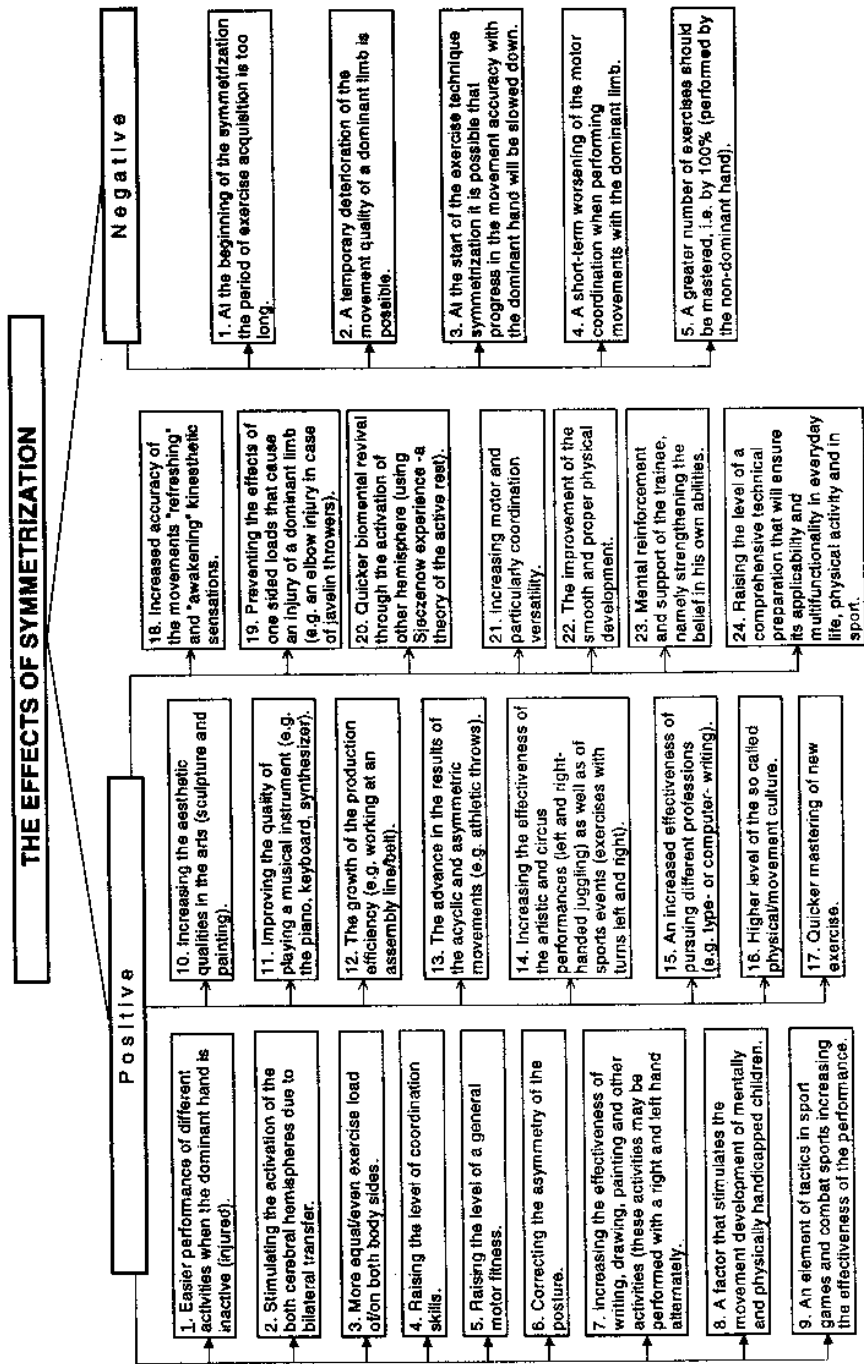 THE EFFECTS OF SYMMETRIZATION
Positive
1. Easier performance of different
activities when the dominant hand is
inactive (injured).
2. Stimulating the activation of the
both cerebral hemispheres due to
bilateral transfer.
3. More equal/even exercise load
of/on both body sides.
4. Raising the level of coordination
skills.
5. Raising the level of a general
motor fitness.
6. Correcting the asymmetry of the
posture.
7. increasing the effectiveness of
writing, drawing, painting and other
activities (these activities may be
performed with a right and left hand
alternately.
8. A factor that stimulates the
movement development of mentally
and physically handicapped children.
9. An element of tactics in sport
games and combat sports increasing
the effectiveness of the performance.
10. Increasing the aesthetic
qualities in the arts (sculpture and
painting).
11. Improving the quality of
playing a musical instrument (e.g.
the piano, keyboard, synthesizer).
12. The growth of the production
efficiency (e.g. working at an
assembly line/belt).
13. The advance in the results of
the acyclic and asymmetric
movements (e.g. athletic throws).
14. Increasing the effectiveness of
the artistic and circus
performances (left and right-
handed juggling) as well as of
sports events (exercises with
turns left and right).
15. An increased effectiveness of
pursuing different professions
(e.g. type- or computer- writing).
16. Higher level of the so called
physical/movement culture.
17. Quicker mastering of new
exercise.
18. Increased accuracy of
the movements "refreshing"
and "awakening" kinesthetic
sensations.
19. Preventing the effects of
one sided loads that cause
an injury of a dominant limb
(e.g. an elbow injury in case
of javelin throwers).
20. Quicker biomental revival
through the activation of
other hemisphere (using
Sjeczenow experience -a
theory of the active rest).
21. Increasing motor and
particularly coordination
versatility.
22. The improvement of the
smooth and proper physical
development.
23. Mental reinforcement
and support of the trainee,
namely strengthening the
belief in his own abilities.
24. Raising the level of a
comprehensive technical
preparation that will ensure
its applicability and
multifunctionality in everyday
life, physical activity and in
sport.
Negative
1. At the beginning of the symmetrization
the period of exercise acquisition is too
long.
2. A temporary deterioration of the
movement quality of a dominant limb is
possible.
3. At the start of the exercise technique
symmetrization it is possible that
progress in the movement accuracy with
the dominant hand will be slowed down.
4. A short-term worsening of the motor
coordination when performing
movements with the dominant limb.
5. A greater number of exercises should
be mastered, i.e. by 100% (performed by
the non-dominant hand).